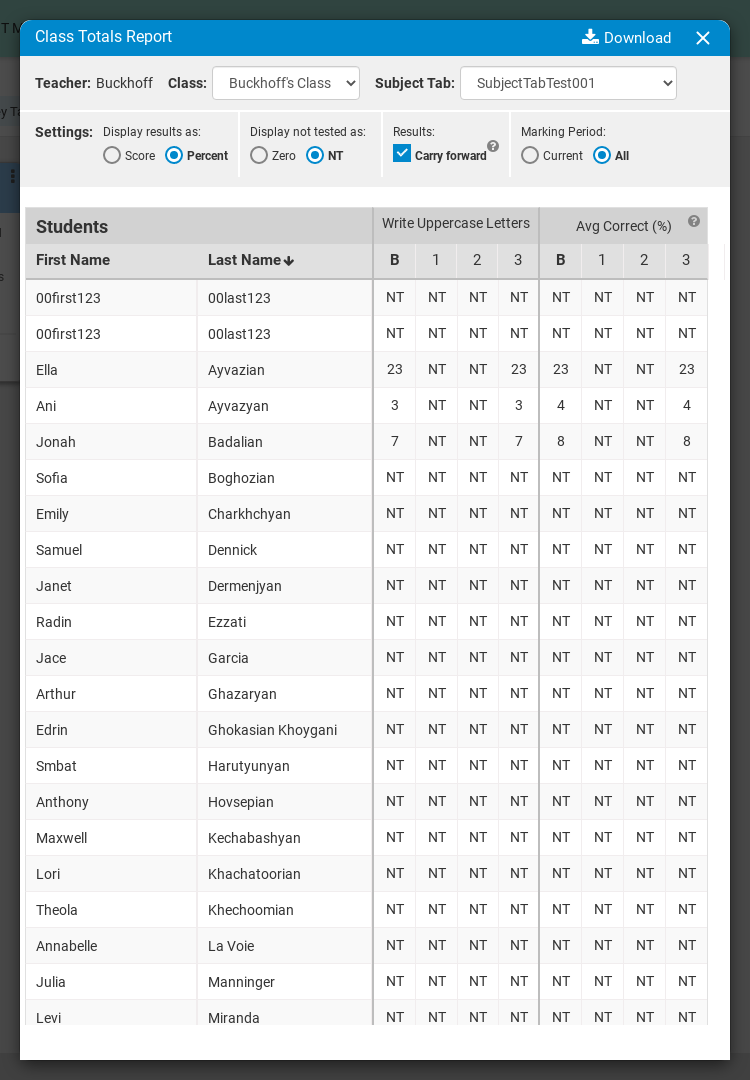 Class Totals Report Download
Teacher: Buckhoff Class: Buckhoff's Class Subject Tab: SubjectTabTest001
Settings: Display results as: Display not tested as: Results: Marking Period:
Score Percent Zero NT Carry forward ? Current All
Students Write Uppercase Letters Avg Correct (%) ?
First Name Last Name B 1 2 3 B 1 2 3
00first123 00last123 NT NT NT NT NT NT NT NT
00first123 00last123 NT NT NT NT NT NT NT NT
Ella Ayvazian 23 NT NT 23 23 NT NT 23
Ani Ayvazyan 3 NT NT 3 4 NT NT 4
Jonah Badalian 7 NT NT 7 8 NT NT 8
Sofia Boghozian NT NT NT NT NT NT NT NT
Emily Charkhchyan NT NT NT NT NT NT NT NT
Samuel Dennick NT NT NT NT NT NT NT NT
Janet Dermenjyan NT NT NT NT NT NT NT NT
Radin Ezzati NT NT NT NT NT NT NT NT
Jace Garcia NT NT NT NT NT NT NT NT
Arthur Ghazaryan NT NT NT NT NT NT NT NT
Edrin Ghokasian Khoygani NT NT NT NT NT NT NT NT
Smbat Harutyunyan NT NT NT NT NT NT NT NT
Anthony Hovsepian NT NT NT NT NT NT NT NT
Maxwell Kechabashyan NT NT NT NT NT NT NT NT
Lori Khachatoorian NT NT NT NT NT NT NT NT
Theola Khechoomian NT NT NT NT NT NT NT NT
Annabelle La Voie NT NT NT NT NT NT NT NT
Julia Manninger NT NT NT NT NT NT NT NT
Levi Miranda NT NT NT NT NT NT NT NT